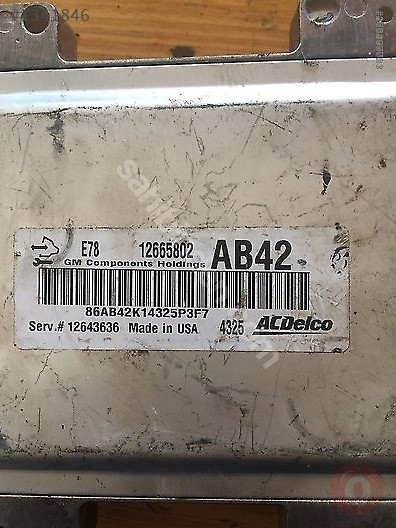 E78 12665802 AB42
GM Components Holdings
86AB42K14325P3F7
Serv.# 12643636 Made in USA 4325 ACDelco